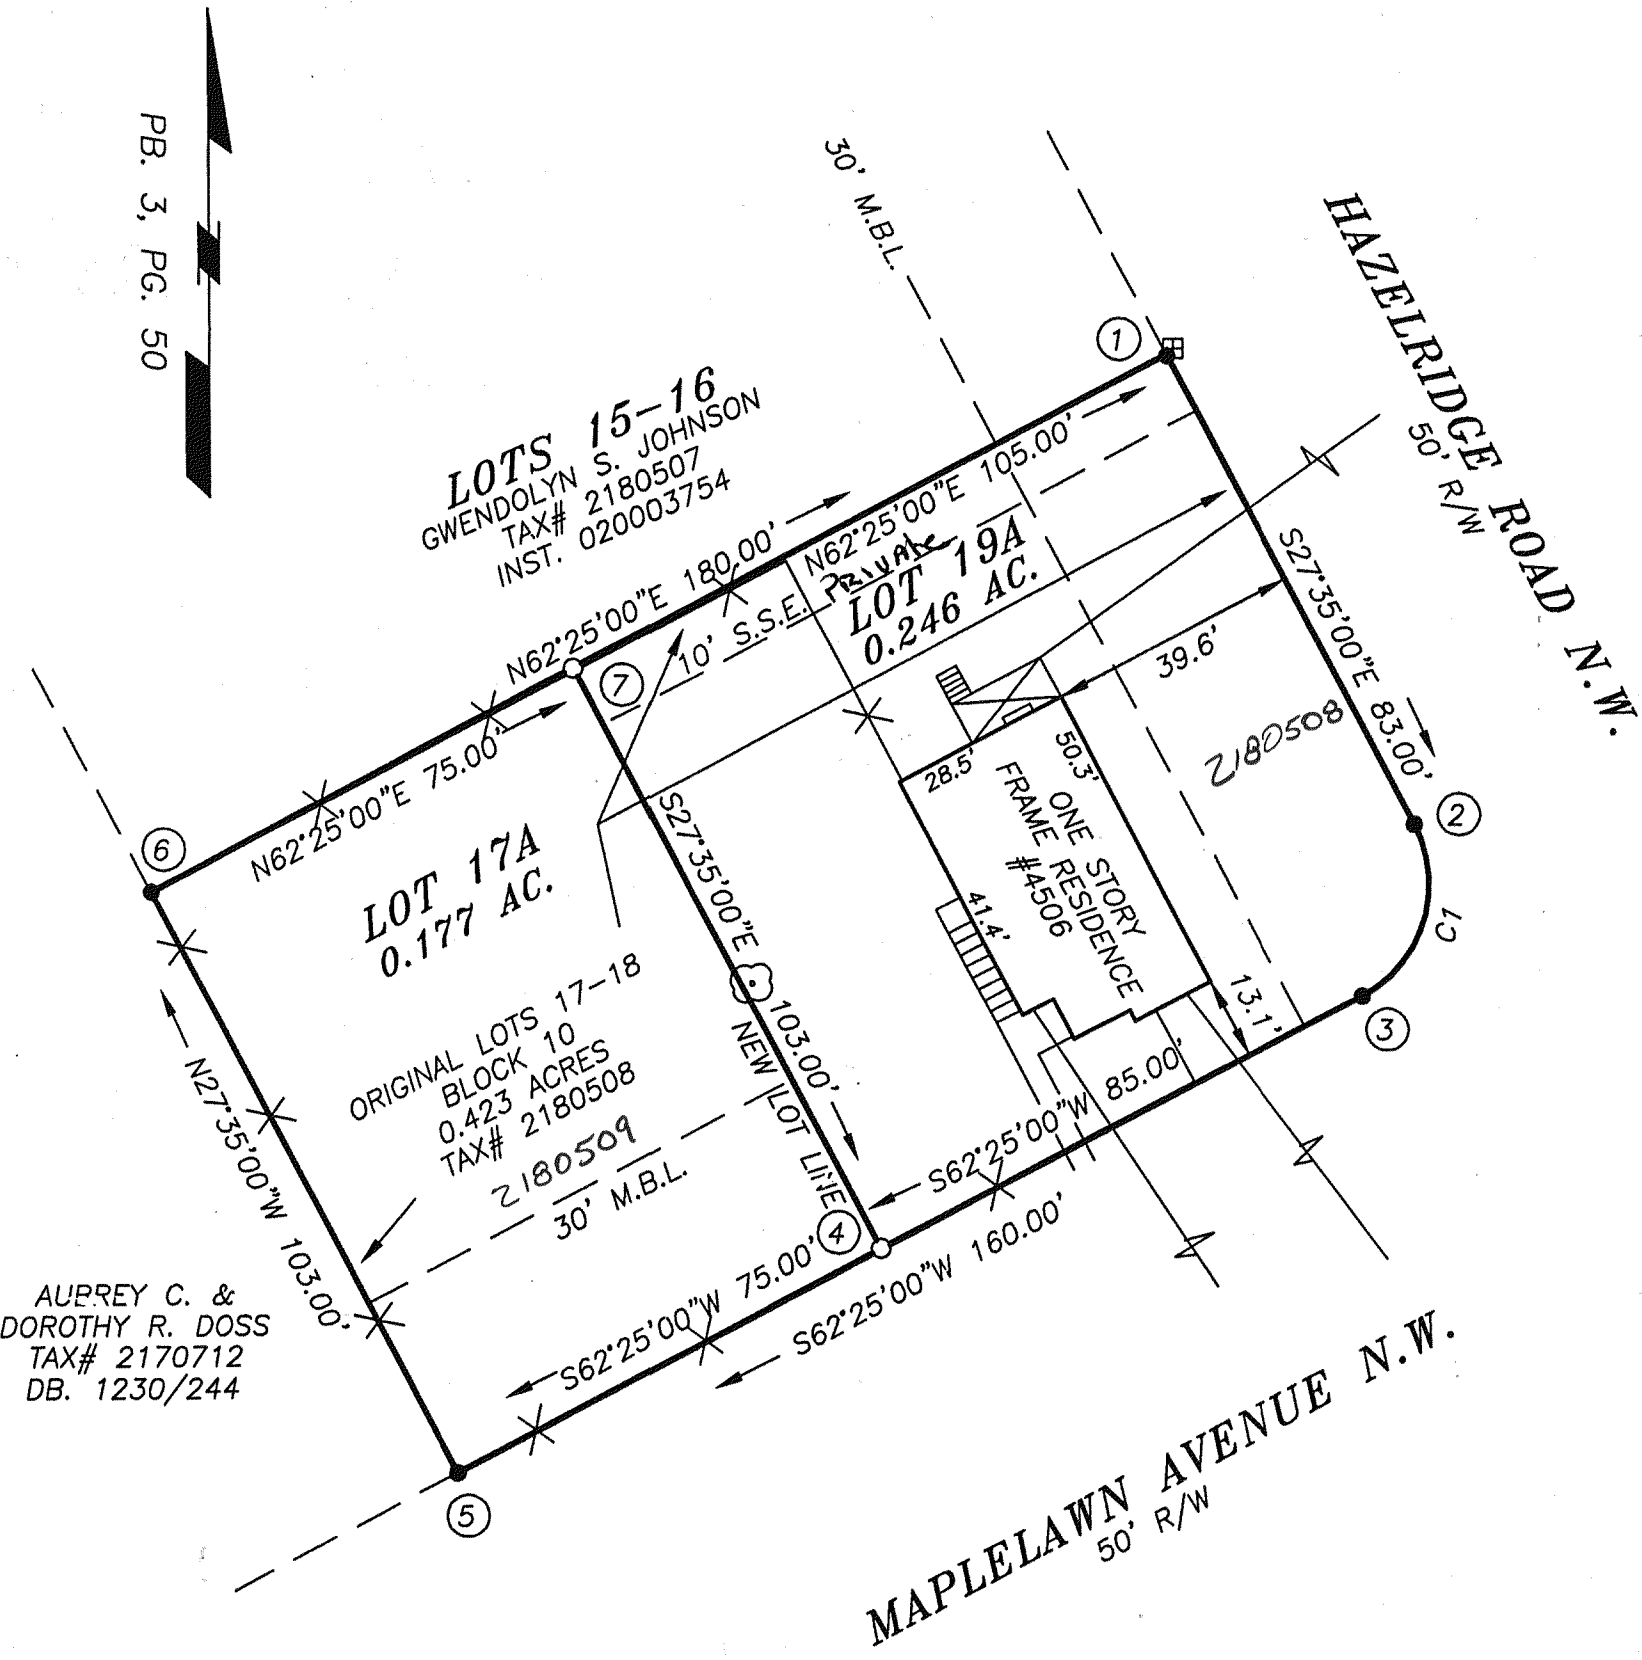 PB. 3, PG. 50
30' M.B.L.
HAZELRIDGE ROAD N.W.
50' R/W
1
LOTS 15-16
GWENDOLYN S. JOHNSON
TAX# 2180507
INST. 020003754
N62°25'00"E 180.00'
N62°25'00"E 105.00'
PRIVATE
10' S.S.E.
LOT 19A
0.246 AC.
S27°35'00"E 83.00'
39.6'
2180508
2
C1
3
7
28.5'
50.3'
ONE STORY
FRAME RESIDENCE
#4506
41.4'
13.1'
N62°25'00"E 75.00'
6
LOT 17A
0.177 AC.
S27°35'00"E 103.00'
NEW LOT LINE
ORIGINAL LOTS 17-18
BLOCK 10
0.423 ACRES
TAX# 2180508
2180509
30' M.B.L.
N27°35'00"W 103.00'
S62°25'00"W 85.00'
4
S62°25'00"W 75.00'
S62°25'00"W 160.00'
5
AUBREY C. &
DOROTHY R. DOSS
TAX# 2170712
DB. 1230/244
MAPLELAWN AVENUE N.W.
50' R/W